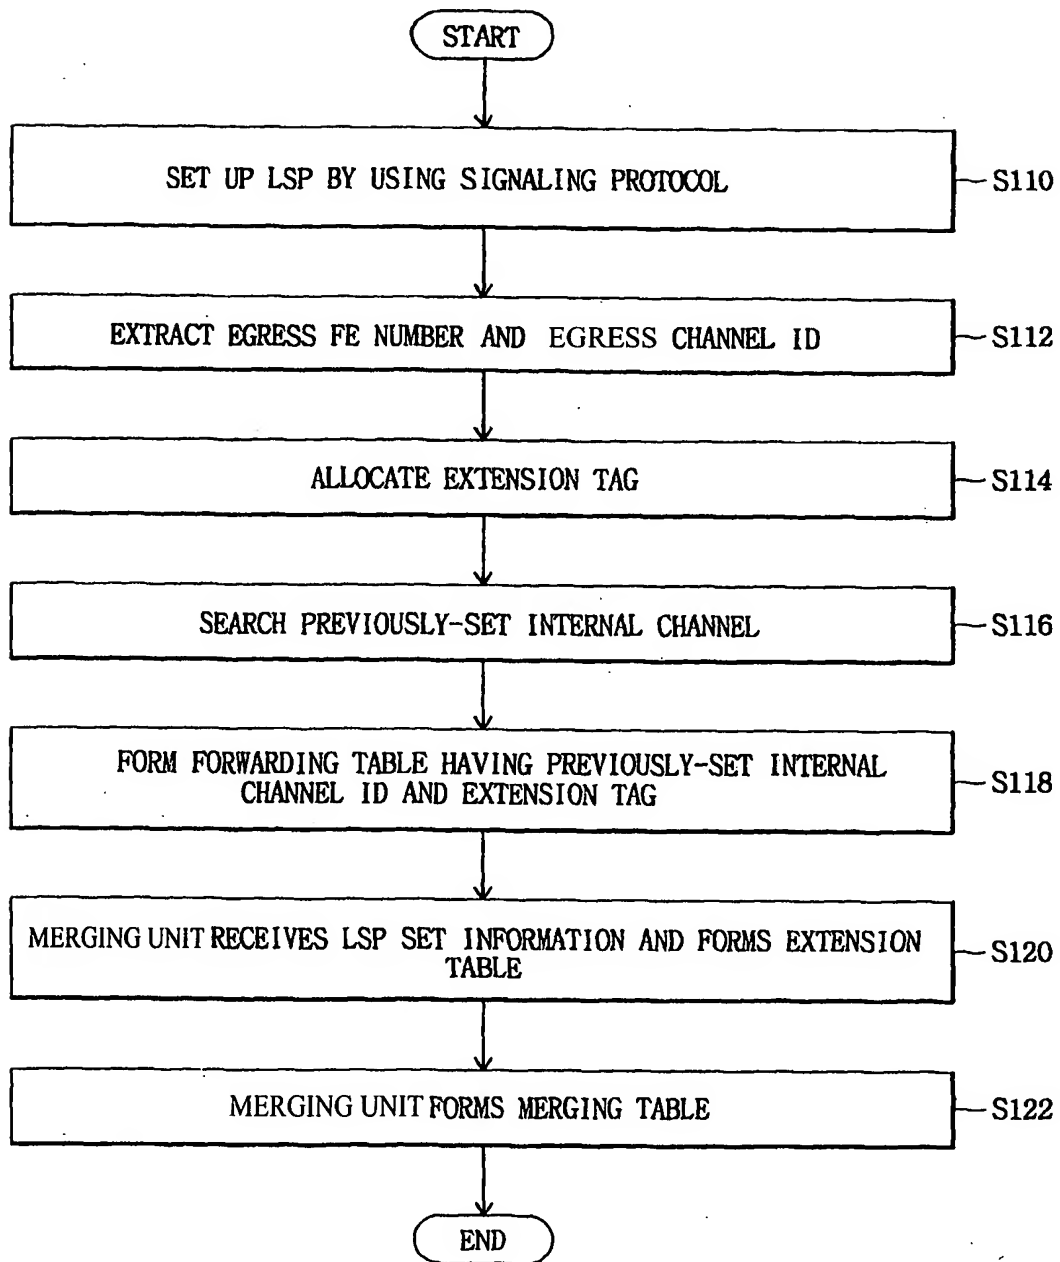 START
SET UP LSP BY USING SIGNALING PROTOCOL
S110
EXTRACT EGRESS FE NUMBER AND EGRESS CHANNEL ID
S112
ALLOCATE EXTENSION TAG
S114
SEARCH PREVIOUSLY-SET INTERNAL CHANNEL
S116
FORM FORWARDING TABLE HAVING PREVIOUSLY-SET INTERNAL
CHANNEL ID AND EXTENSION TAG
S118
MERGING UNIT RECEIVES LSP SET INFORMATION AND FORMS EXTENSION
TABLE
S120
MERGING UNIT FORMS MERGING TABLE
S122
END